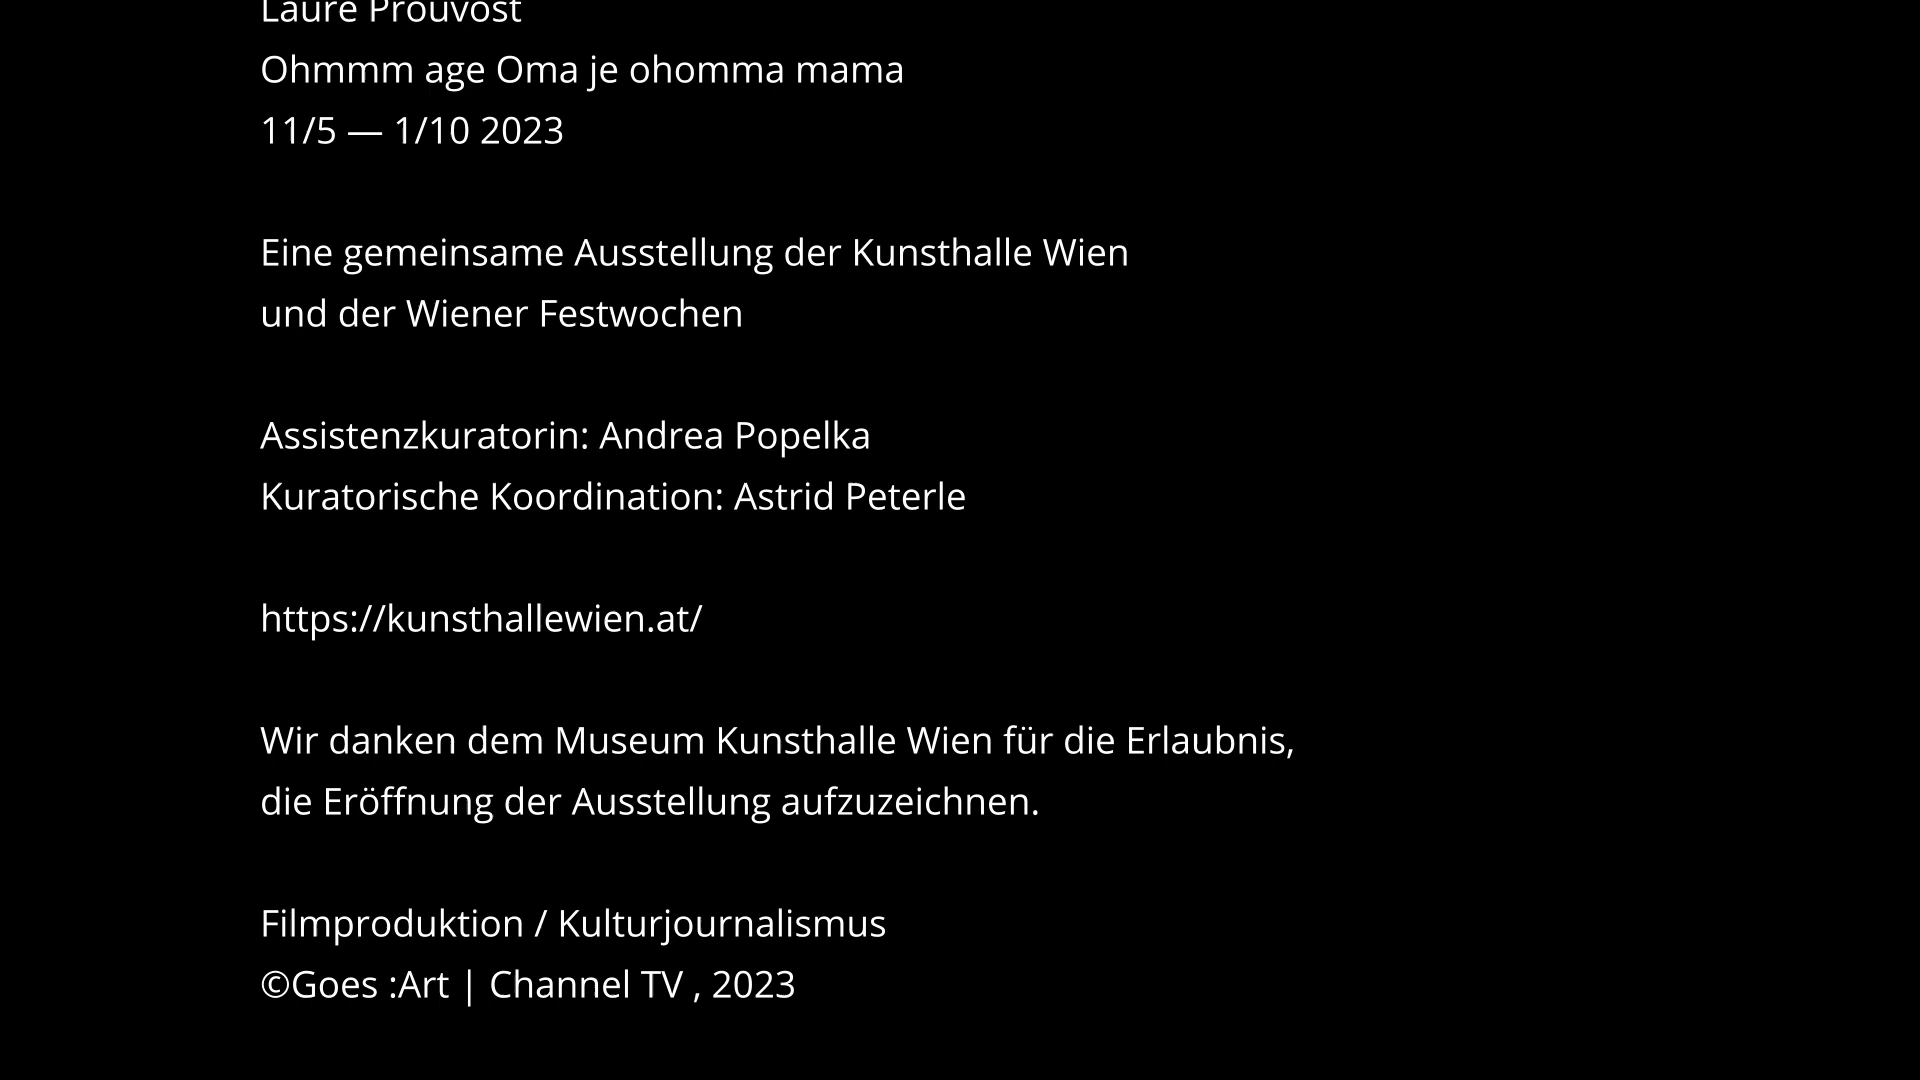 Laure Prouvost
Ohmmm age Oma je ohomma mama
11/5 — 1/10 2023
Eine gemeinsame Ausstellung der Kunsthalle Wien
und der Wiener Festwochen
Assistenzkuratorin: Andrea Popelka
Kuratorische Koordination: Astrid Peterle
https://kunsthallewien.at/
Wir danken dem Museum Kunsthalle Wien für die Erlaubnis,
die Eröffnung der Ausstellung aufzuzeichnen.
Filmproduktion / Kulturjournalismus
©Goes :Art | Channel TV , 2023